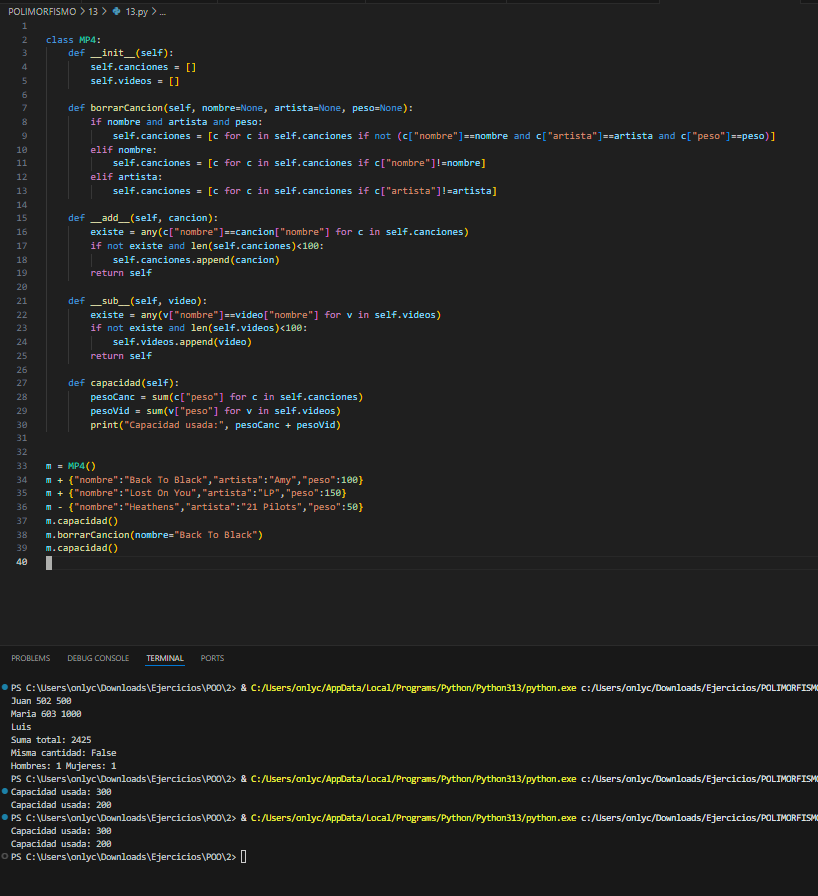 POLIMORFISMO > 13 > 13.py > ...
1
2 class MP4:
3     def __init__(self):
4         self.canciones = []
5         self.videos = []
6
7     def borrarCancion(self, nombre=None, artista=None, peso=None):
8         if nombre and artista and peso:
9             self.canciones = [c for c in self.canciones if not (c["nombre"]==nombre and c["artista"]==artista and c["peso"]==peso)]
10         elif nombre:
11             self.canciones = [c for c in self.canciones if c["nombre"]!=nombre]
12         elif artista:
13             self.canciones = [c for c in self.canciones if c["artista"]!=artista]
14
15     def __add__(self, cancion):
16         existe = any(c["nombre"]==cancion["nombre"] for c in self.canciones)
17         if not existe and len(self.canciones)<100:
18             self.canciones.append(cancion)
19         return self
20
21     def __sub__(self, video):
22         existe = any(v["nombre"]==video["nombre"] for v in self.videos)
23         if not existe and len(self.videos)<100:
24             self.videos.append(video)
25         return self
26
27     def capacidad(self):
28         pesoCanc = sum(c["peso"] for c in self.canciones)
29         pesoVid = sum(v["peso"] for v in self.videos)
30         print("Capacidad usada:", pesoCanc + pesoVid)
31
32
33 m = MP4()
34 m + {"nombre":"Back To Black","artista":"Amy","peso":100}
35 m + {"nombre":"Lost On You","artista":"LP","peso":150}
36 m - {"nombre":"Heathens","artista":"21 Pilots","peso":50}
37 m.capacidad()
38 m.borrarCancion(nombre="Back To Black")
39 m.capacidad()
40
PROBLEMS DEBUG CONSOLE TERMINAL PORTS
PS C:\Users\onlyc\Downloads\Ejercicios\POO\2> & C:/Users/onlyc/AppData/Local/Programs/Python/Python313/python.exe c:/Users/onlyc/Downloads/Ejercicios/POLIMORFISMO
Juan 502 500
Maria 603 1000
Luis
Suma total: 2425
Misma cantidad: False
Hombres: 1 Mujeres: 1
PS C:\Users\onlyc\Downloads\Ejercicios\POO\2> & C:/Users/onlyc/AppData/Local/Programs/Python/Python313/python.exe c:/Users/onlyc/Downloads/Ejercicios/POLIMORFISMO
Capacidad usada: 300
Capacidad usada: 200
PS C:\Users\onlyc\Downloads\Ejercicios\POO\2> & C:/Users/onlyc/AppData/Local/Programs/Python/Python313/python.exe c:/Users/onlyc/Downloads/Ejercicios/POLIMORFISMO
Capacidad usada: 300
Capacidad usada: 200
PS C:\Users\onlyc\Downloads\Ejercicios\POO\2>